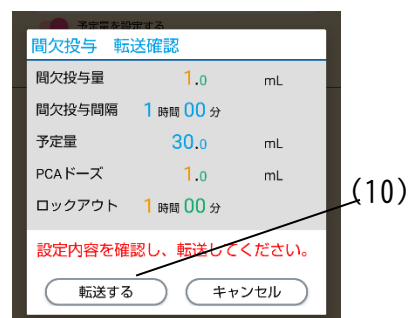 予定量を設定する
間欠投与 転送確認
間欠投与量 1.0 mL
間欠投与間隔 1 時間 00 分
予定量 30.0 mL
PCAドーズ 1.0 mL
ロックアウト 1 時間 00 分
(10)
設定内容を確認し、転送してください。
転送する キャンセル